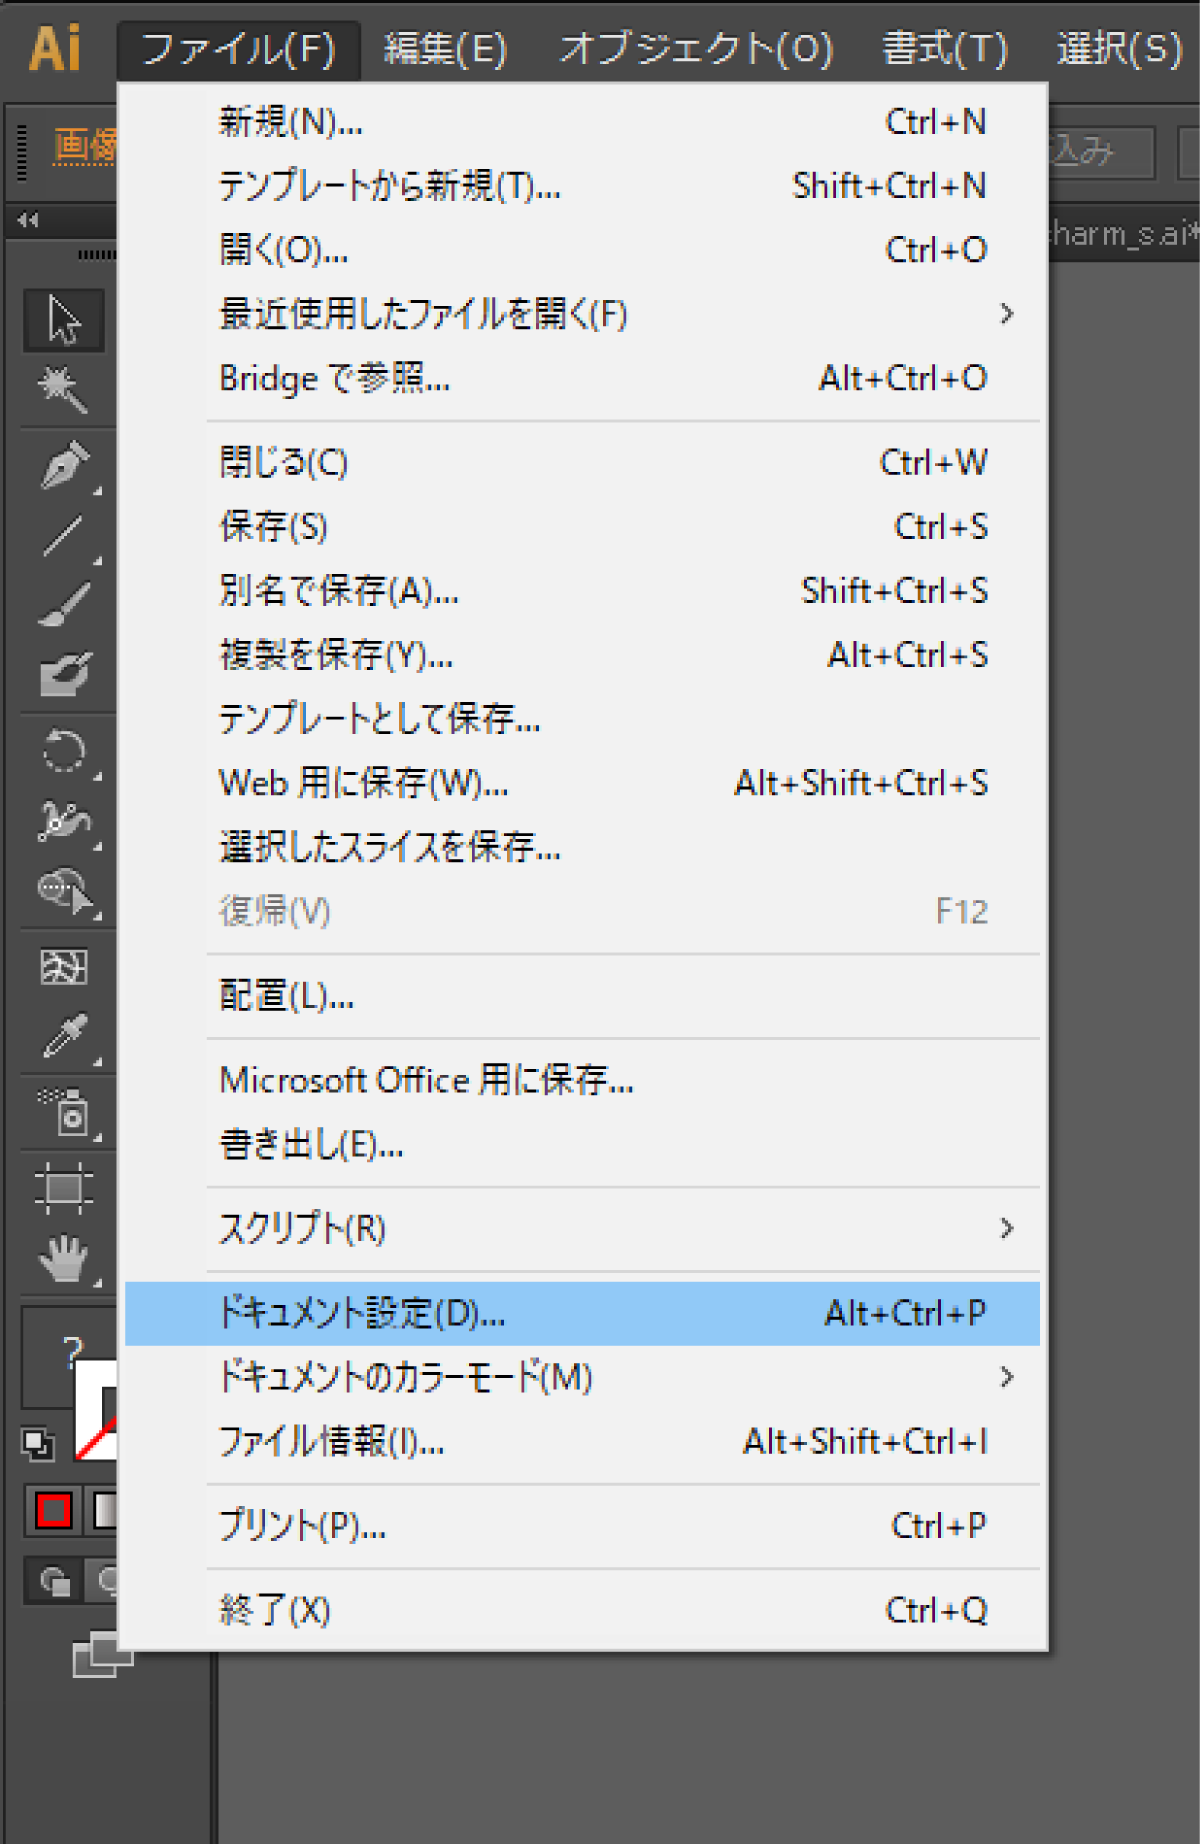 Ai ファイル(F) 編集(E) オブジェクト(O) 書式(T) 選択(S)
画像
込み
charm_s.ai*
新規(N)... Ctrl+N
テンプレートから新規(T)... Shift+Ctrl+N
開く(O)... Ctrl+O
最近使用したファイルを開く(F)
Bridge で参照... Alt+Ctrl+O
閉じる(C) Ctrl+W
保存(S) Ctrl+S
別名で保存(A)... Shift+Ctrl+S
複製を保存(Y)... Alt+Ctrl+S
テンプレートとして保存...
Web 用に保存(W)... Alt+Shift+Ctrl+S
選択したスライスを保存...
復帰(V) F12
配置(L)...
Microsoft Office 用に保存...
書き出し(E)...
スクリプト(R)
ドキュメント設定(D)... Alt+Ctrl+P
?
ドキュメントのカラーモード(M)
ファイル情報(I)... Alt+Shift+Ctrl+I
プリント(P)... Ctrl+P
終了(X) Ctrl+Q